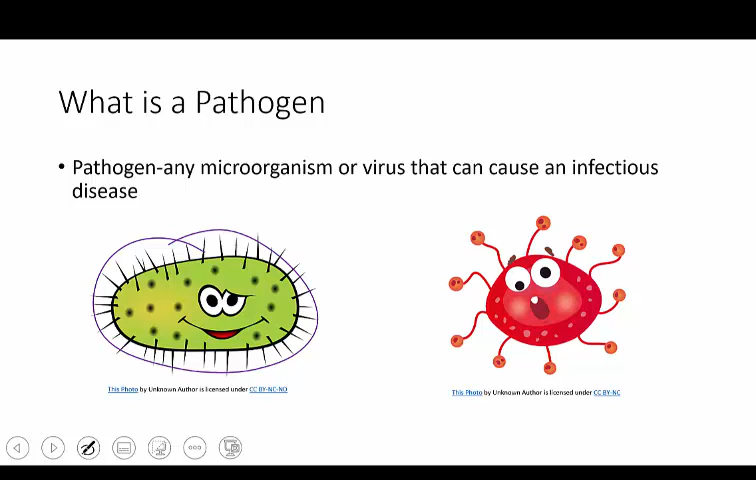 What is a Pathogen
• Pathogen-any microorganism or virus that can cause an infectious
disease
This Photo by Unknown Author is licensed under CC BY-NC-ND
This Photo by Unknown Author is licensed under CC BY-NC